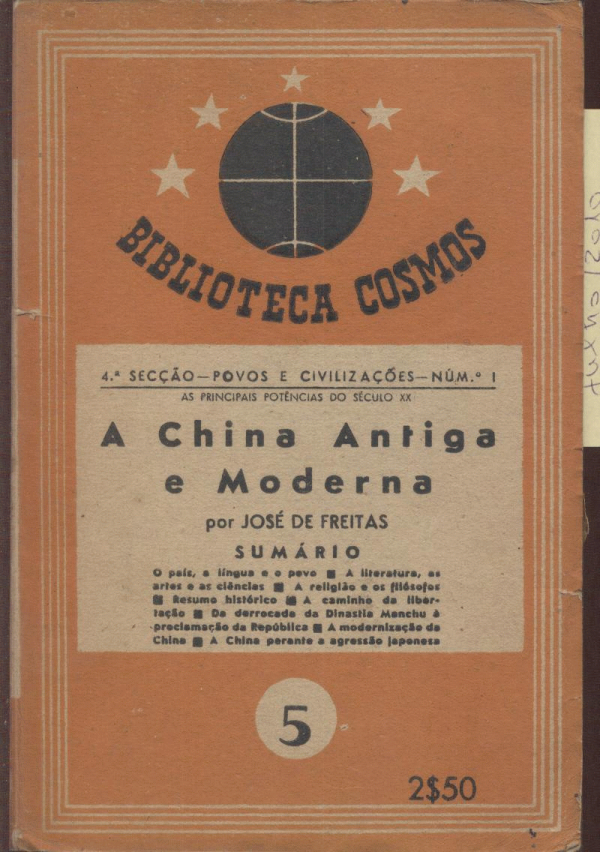 BIBLIOTECA COSMOS
4.ª SECÇÃO—POVOS E CIVILIZAÇÕES—NÚM.º I
AS PRINCIPAIS POTÊNCIAS DO SÉCULO XX
A China Antiga
e Moderna
por JOSÉ DE FREITAS
SUMÁRIO
O país, a língua e o povo ■ A literatura, as
artes e as ciências ■ A religião e os filósofos
■ Resumo histórico ■ A caminho da liber-
tação ■ Da derrocada da Dinastia Manchu à
proclamação da República ■ A modernização da
China ■ A China perante a agressão japonesa
5
2$50